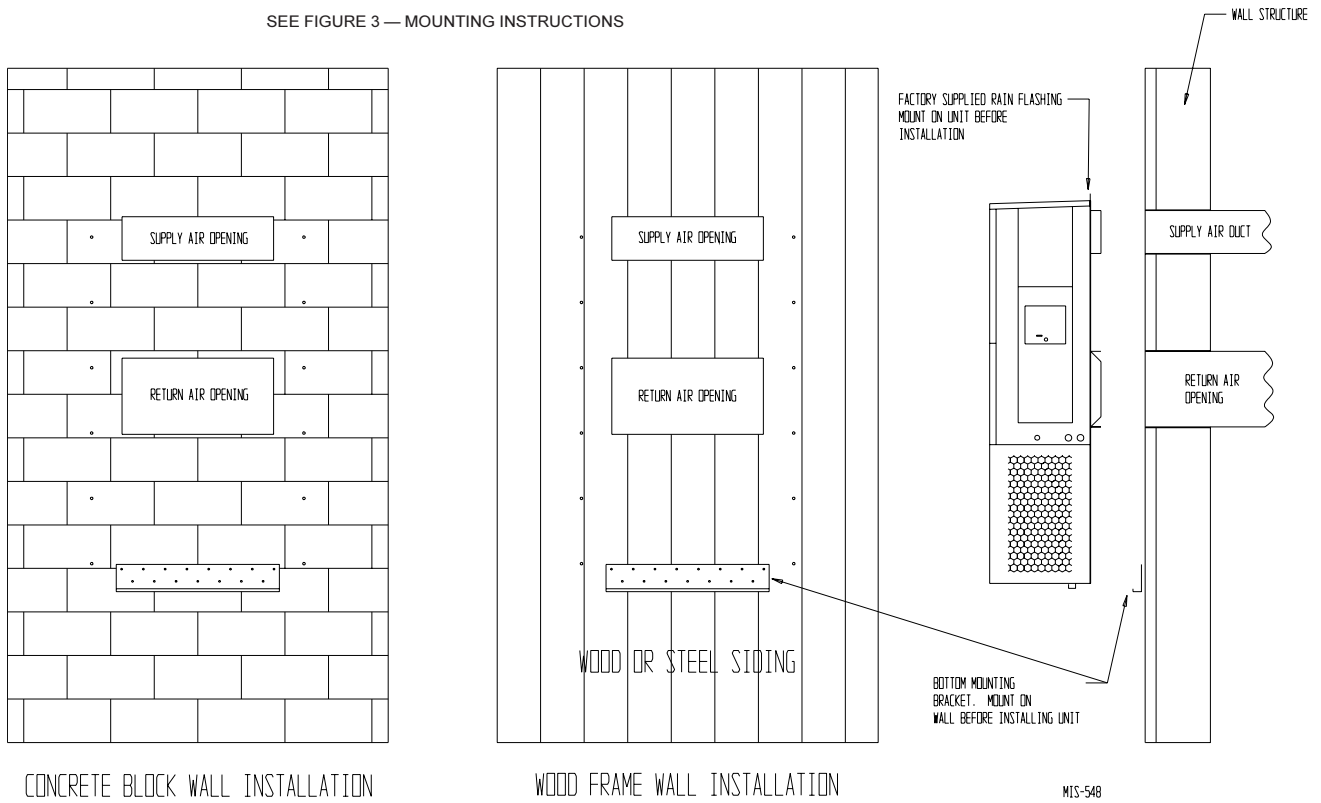 SEE FIGURE 3 — MOUNTING INSTRUCTIONS
WALL STRUCTURE
FACTORY SUPPLIED RAIN FLASHING
MOUNT ON UNIT BEFORE
INSTALLATION
SUPPLY AIR OPENING
SUPPLY AIR OPENING
SUPPLY AIR DUCT
RETURN AIR OPENING
RETURN AIR OPENING
RETURN AIR
OPENING
WOOD OR STEEL SIDING
BOTTOM MOUNTING
BRACKET. MOUNT ON
WALL BEFORE INSTALLING UNIT
CONCRETE BLOCK WALL INSTALLATION
WOOD FRAME WALL INSTALLATION
MIS-548